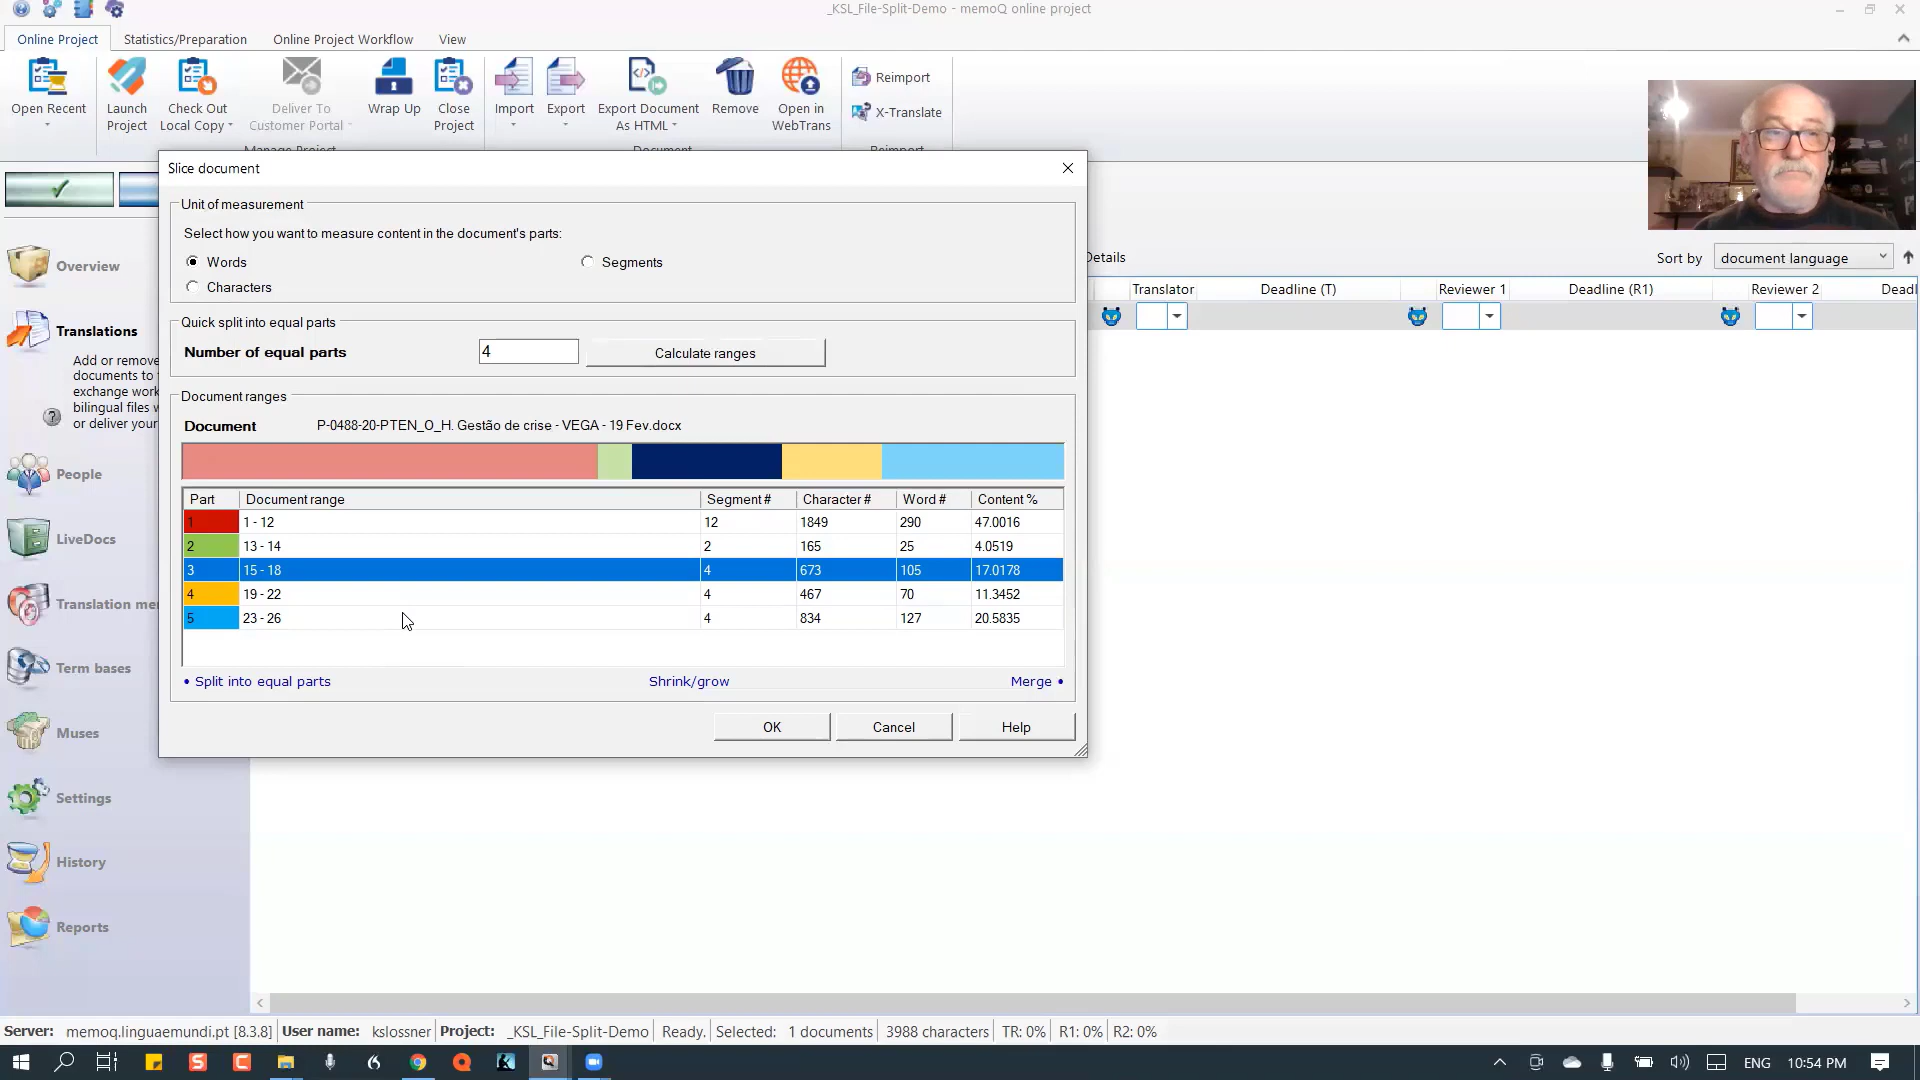 _KSL_File-Split-Demo - memoQ online project
Online Project Statistics/Preparation Online Project Workflow View
Open Recent
Launch Project
Check Out Local Copy
Deliver To Customer Portal
Wrap Up
Close Project
Import
Export
Export Document As HTML
Remove
Open in WebTrans
Reimport
X-Translate
Manage Project Document Reimport
Slice document
Unit of measurement
Select how you want to measure content in the document's parts:
Words Segments
Characters
Quick split into equal parts
Number of equal parts 4 Calculate ranges
Document ranges
Document P-0488-20-PTEN_O_H. Gestão de crise - VEGA - 19 Fev.docx
Part Document range Segment # Character # Word # Content %
1 1 - 12 12 1849 290 47.0016
2 13 - 14 2 165 25 4.0519
3 15 - 18 4 673 105 17.0178
4 19 - 22 4 467 70 11.3452
5 23 - 26 4 834 127 20.5835
• Split into equal parts Shrink/grow Merge •
OK Cancel Help
Overview
Translations
Add or remove
documents to
exchange work
bilingual files
or deliver your
?
People
LiveDocs
Translation me
Term bases
Muses
Settings
History
Reports
Details
Sort by document language
Translator Deadline (T) Reviewer 1 Deadline (R1) Reviewer 2 Deadl
Server: memoq.linguaemundi.pt [8.3.8] User name: kslossner Project: _KSL_File-Split-Demo Ready. Selected: 1 documents 3988 characters TR: 0% R1: 0% R2: 0%
ENG 10:54 PM